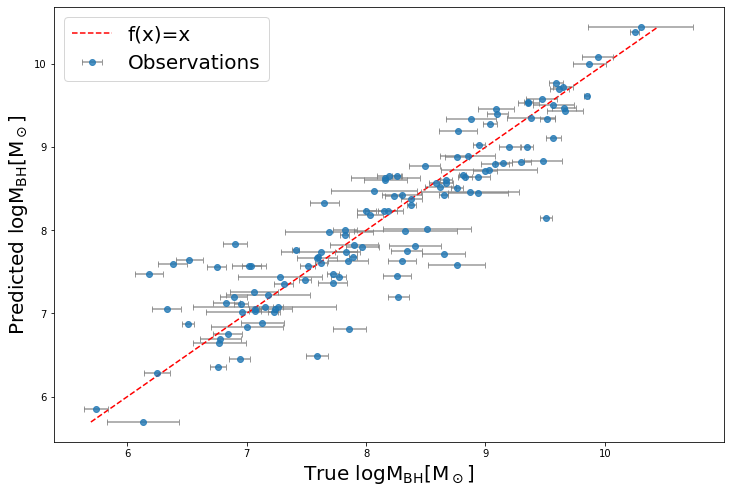 f(x)=x
Observations
10
9
8
7
6
Predicted logM_BH[M_⊙]
6 7 8 9 10
True logM_BH[M_⊙]